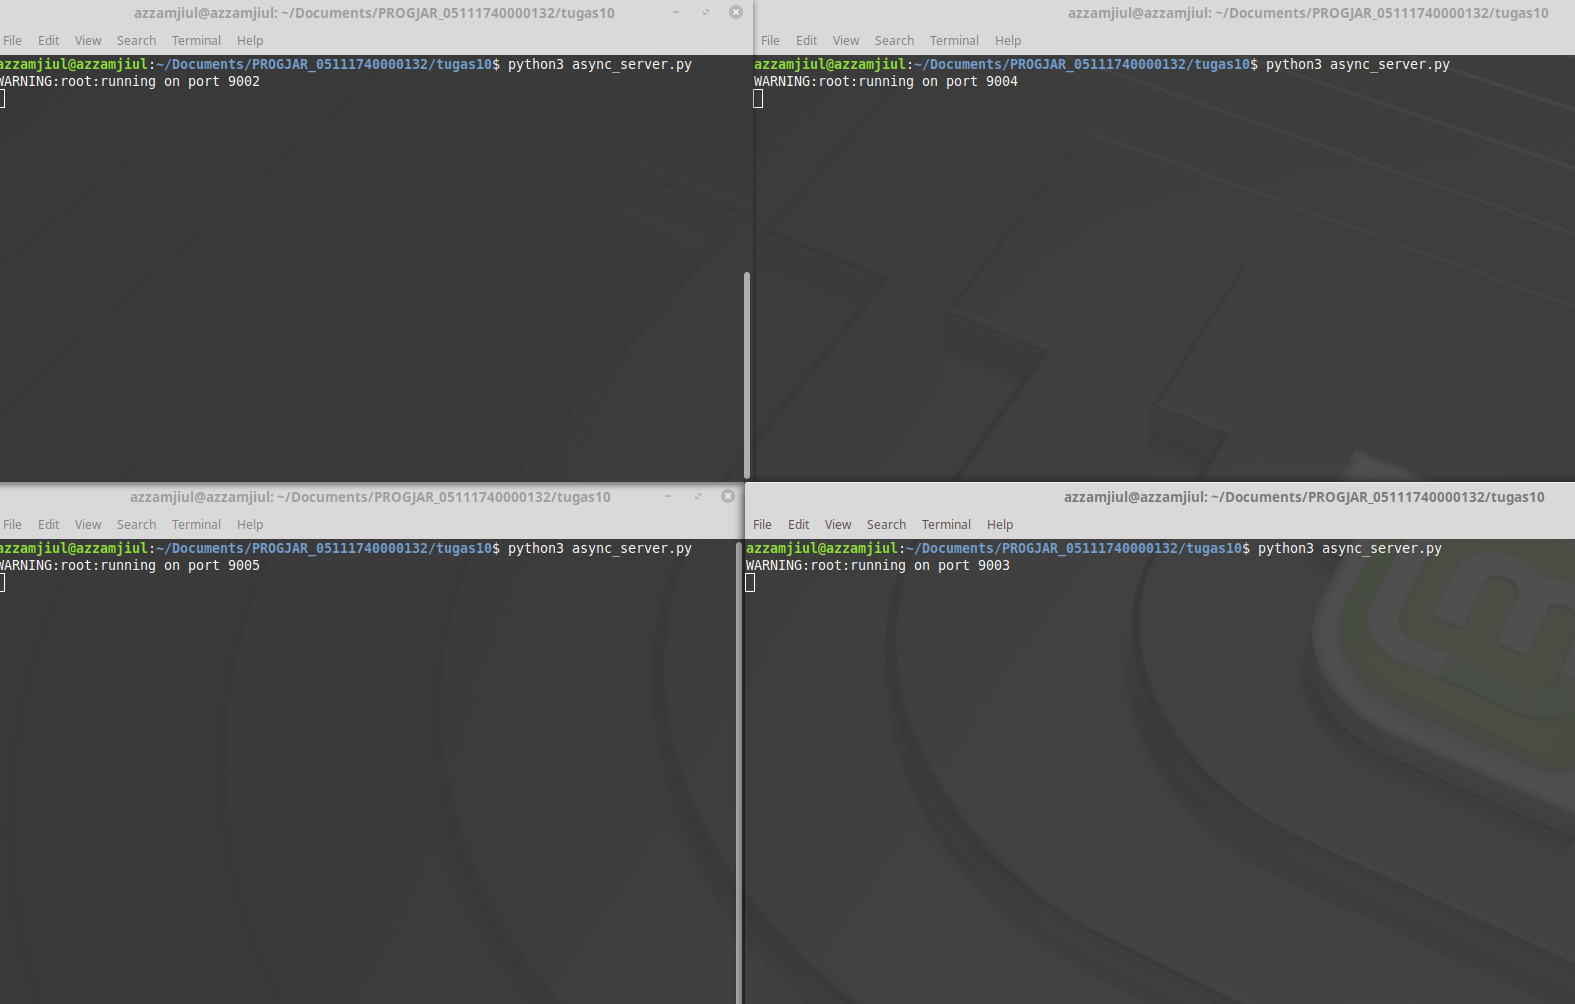 azzamjiul@azzamjiul: ~/Documents/PROGJAR_05111740000132/tugas10
File Edit View Search Terminal Help
azzamjiul@azzamjiul:~/Documents/PROGJAR_05111740000132/tugas10$ python3 async_server.py
WARNING:root:running on port 9002
azzamjiul@azzamjiul: ~/Documents/PROGJAR_05111740000132/tugas10
File Edit View Search Terminal Help
azzamjiul@azzamjiul:~/Documents/PROGJAR_05111740000132/tugas10$ python3 async_server.py
WARNING:root:running on port 9004
azzamjiul@azzamjiul: ~/Documents/PROGJAR_05111740000132/tugas10
File Edit View Search Terminal Help
azzamjiul@azzamjiul:~/Documents/PROGJAR_05111740000132/tugas10$ python3 async_server.py
WARNING:root:running on port 9005
azzamjiul@azzamjiul: ~/Documents/PROGJAR_05111740000132/tugas10
File Edit View Search Terminal Help
azzamjiul@azzamjiul:~/Documents/PROGJAR_05111740000132/tugas10$ python3 async_server.py
WARNING:root:running on port 9003